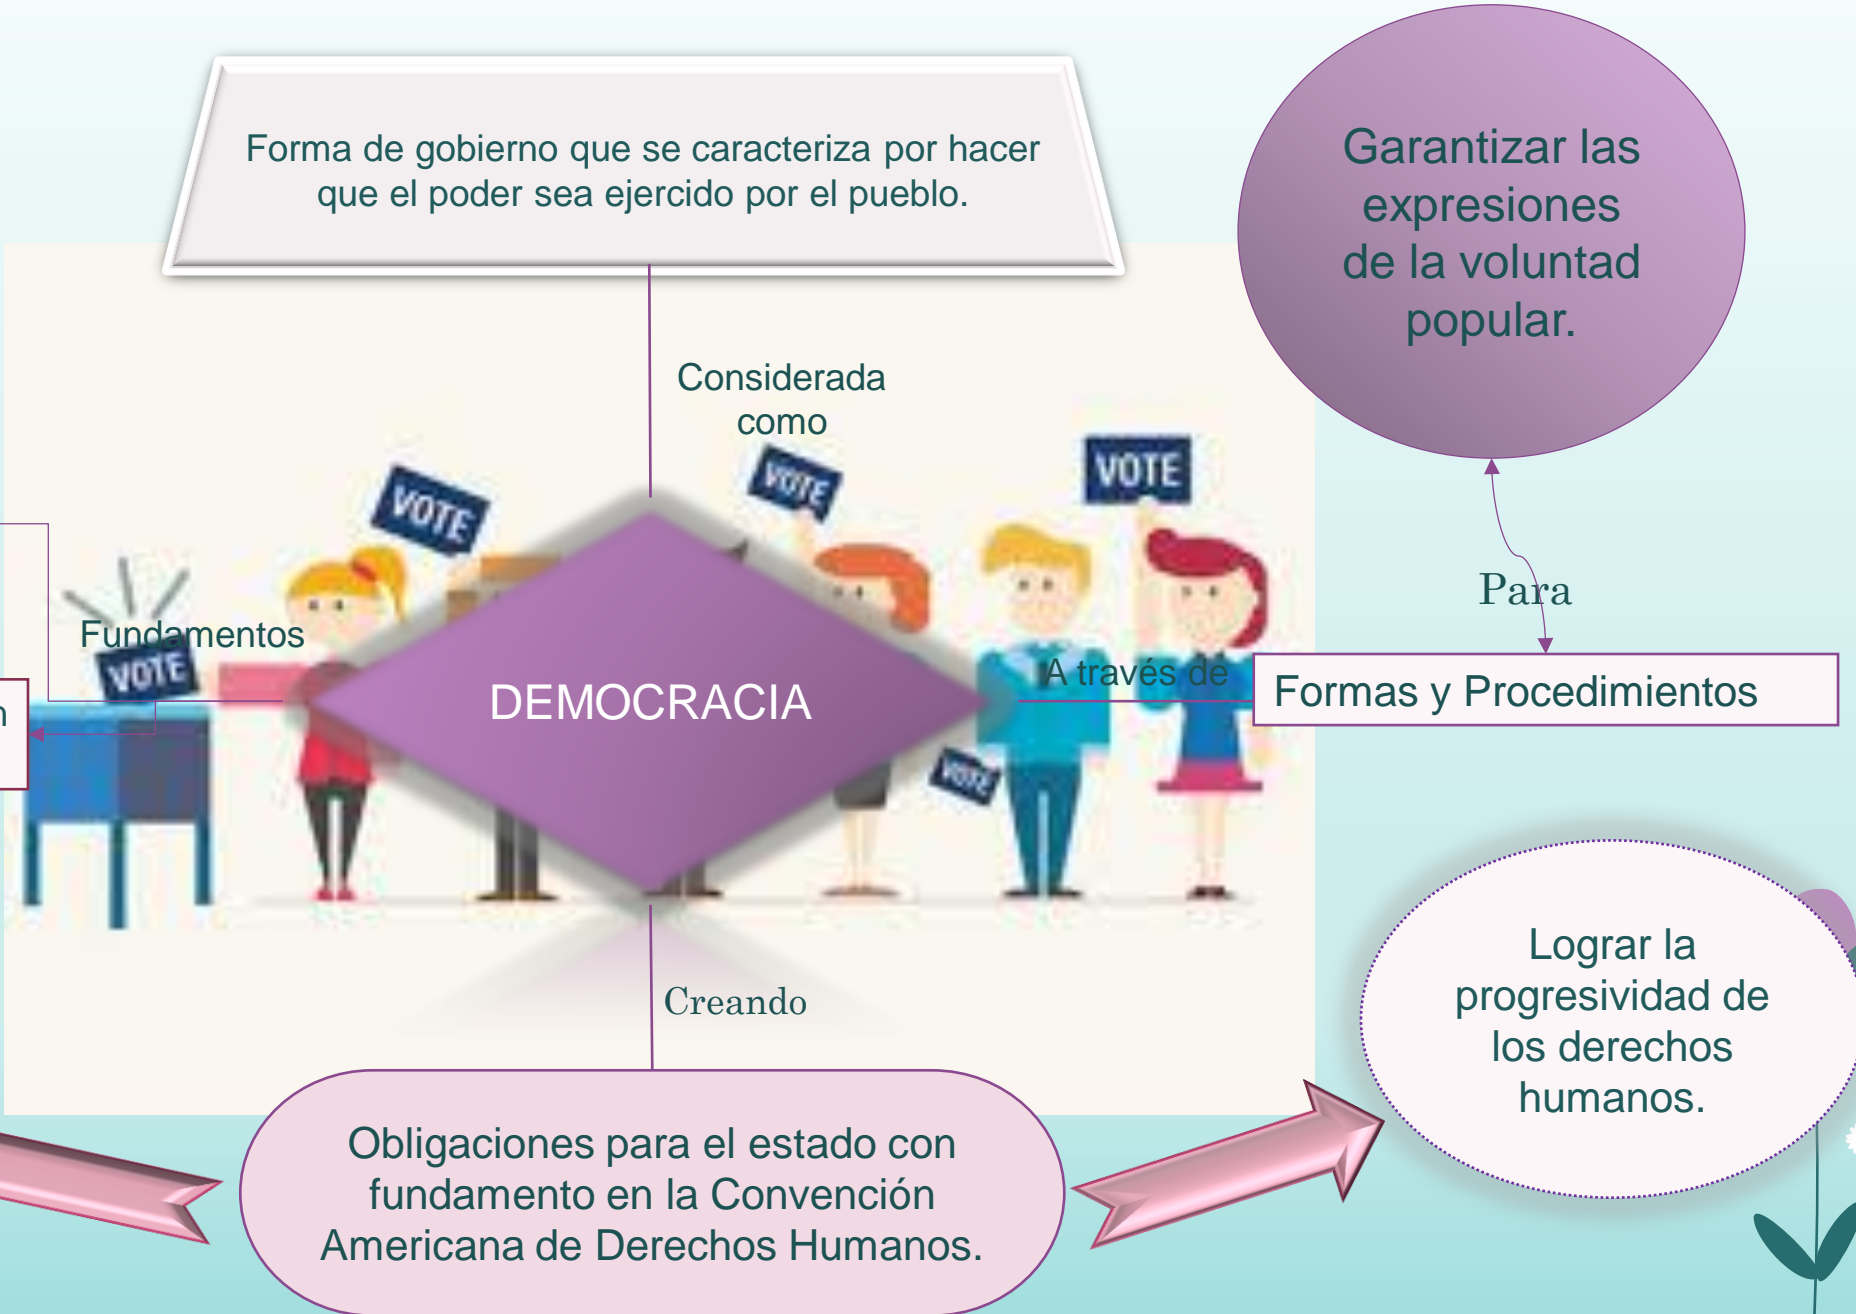 Forma de gobierno que se caracteriza por hacer
que el poder sea ejercido por el pueblo.
Garantizar las
expresiones
de la voluntad
popular.
Considerada
como
VOTE
VOTE
VOTE
Para
Fundamentos
VOTE
A través de
Formas y Procedimientos
DEMOCRACIA
n
VOTE
Lograr la
progresividad de
los derechos
humanos.
Creando
Obligaciones para el estado con
fundamento en la Convención
Americana de Derechos Humanos.